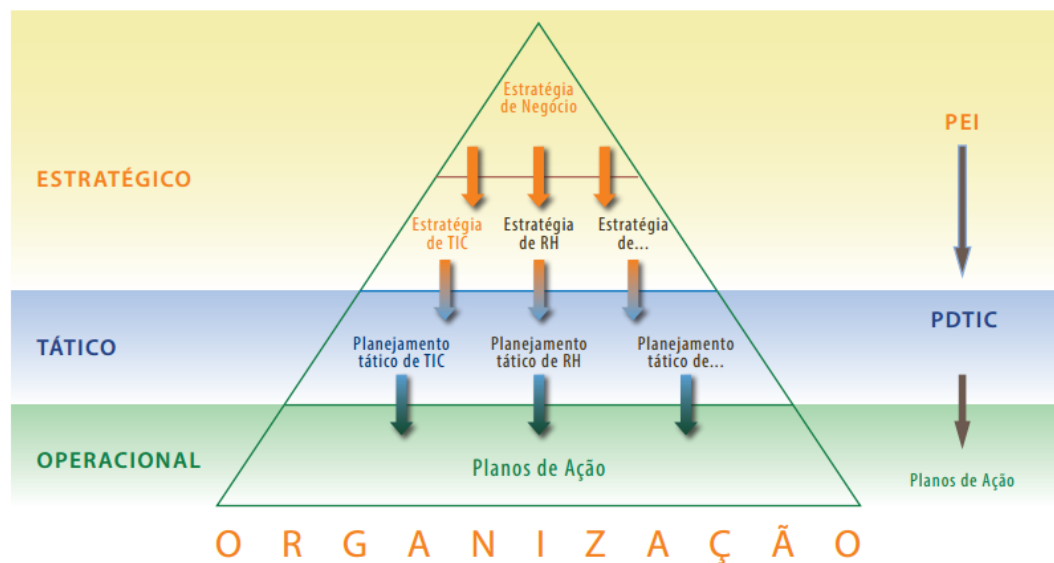 Estratégia
de Negócio
PEI
ESTRATÉGICO
Estratégia
de TIC
Estratégia
de RH
Estratégia
de...
PDTIC
TÁTICO
Planejamento
tático de TIC
Planejamento
tático de RH
Planejamento
tático de...
OPERACIONAL
Planos de Ação
Planos de Ação
ORGANIZAÇÃO